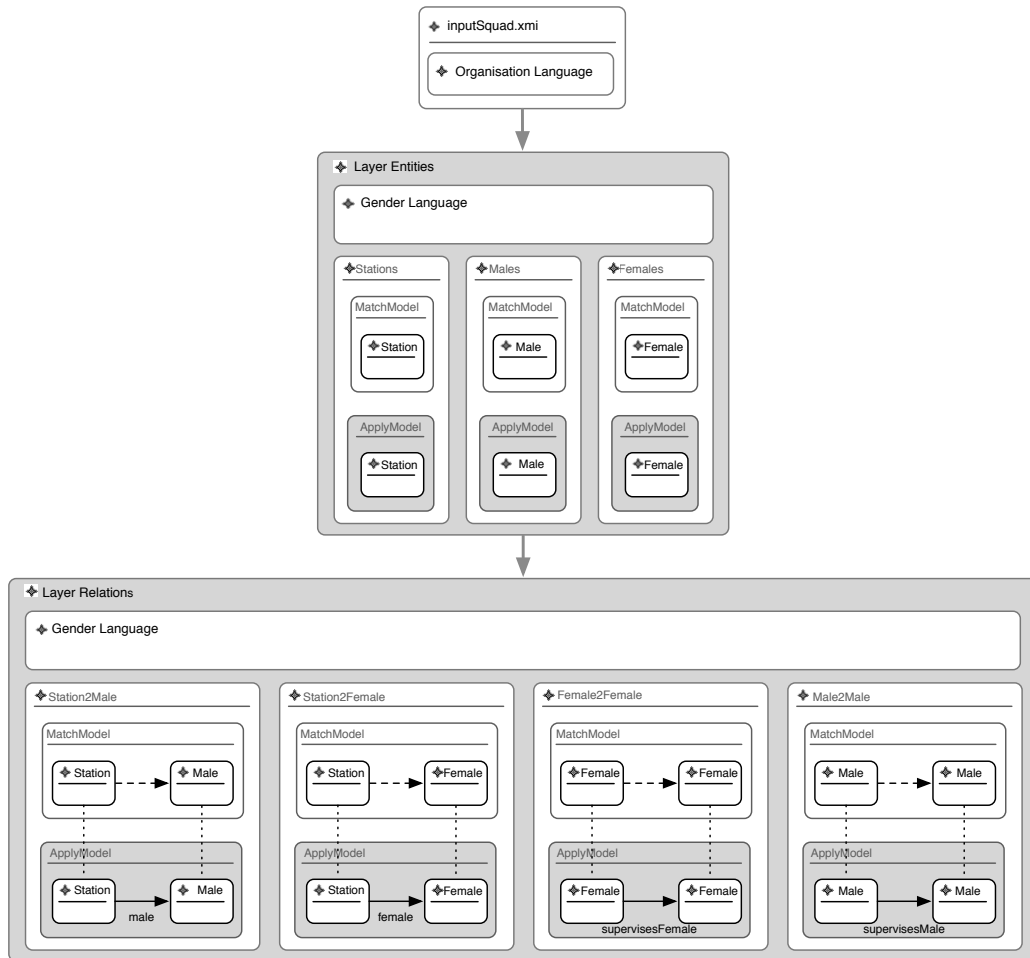 inputSquad.xmi
Organisation Language
Layer Entities
Gender Language
Stations
MatchModel
Station
ApplyModel
Station
Males
MatchModel
Male
ApplyModel
Male
Females
MatchModel
Female
ApplyModel
Female
Layer Relations
Gender Language
Station2Male
MatchModel
Station Male
ApplyModel
Station Male
male
Station2Female
MatchModel
Station Female
ApplyModel
Station Female
female
Female2Female
MatchModel
Female Female
ApplyModel
Female Female
supervisesFemale
Male2Male
MatchModel
Male Male
ApplyModel
Male Male
supervisesMale